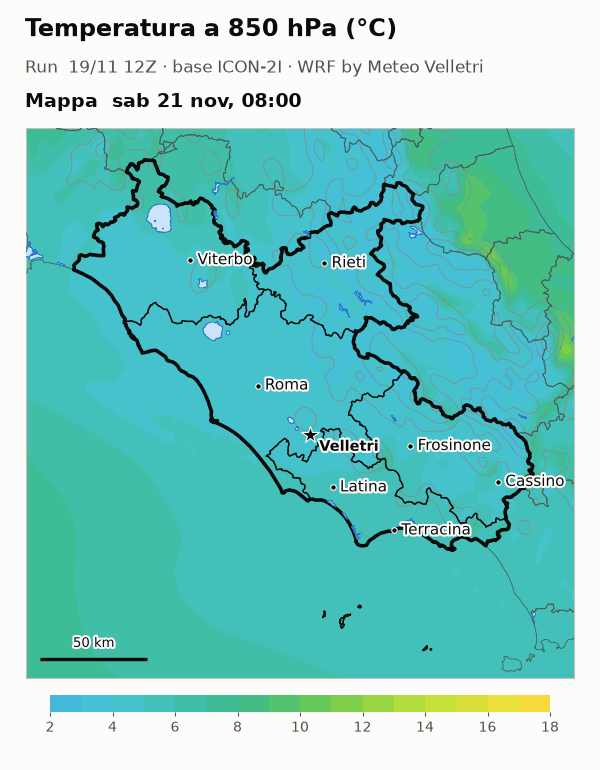 Temperatura a 850 hPa (°C)
Run  19/11 12Z · base ICON-2I · WRF by Meteo Velletri
Mappa  sab 21 nov, 08:00
Viterbo
Rieti
Roma
Velletri
Frosinone
Cassino
Latina
Terracina
50 km
2 4 6 8 10 12 14 16 18